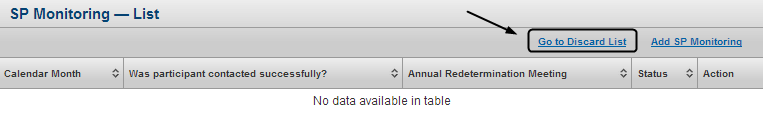 SP Monitoring — List
Go to Discard List Add SP Monitoring
Calendar Month Was participant contacted successfully? Annual Redetermination Meeting Status Action
No data available in table